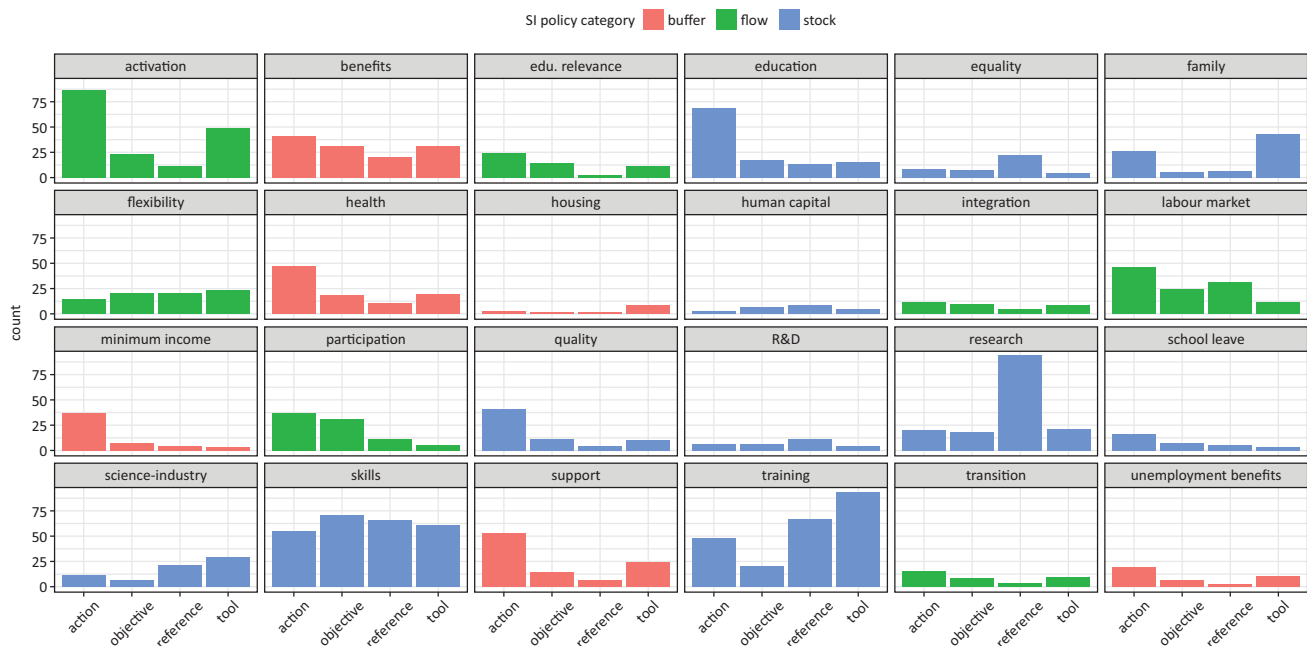 SI policy category buffer flow stock
activation benefits edu. relevance education equality family
75
50
25
0
flexibility health housing human capital integration labour market
75
50
25
0
minimum income participation quality R&D research school leave
75
50
25
0
science-industry skills support training transition unemployment benefits
75
50
25
0
count
action objective reference tool action objective reference tool action objective reference tool action objective reference tool action objective reference tool action objective reference tool